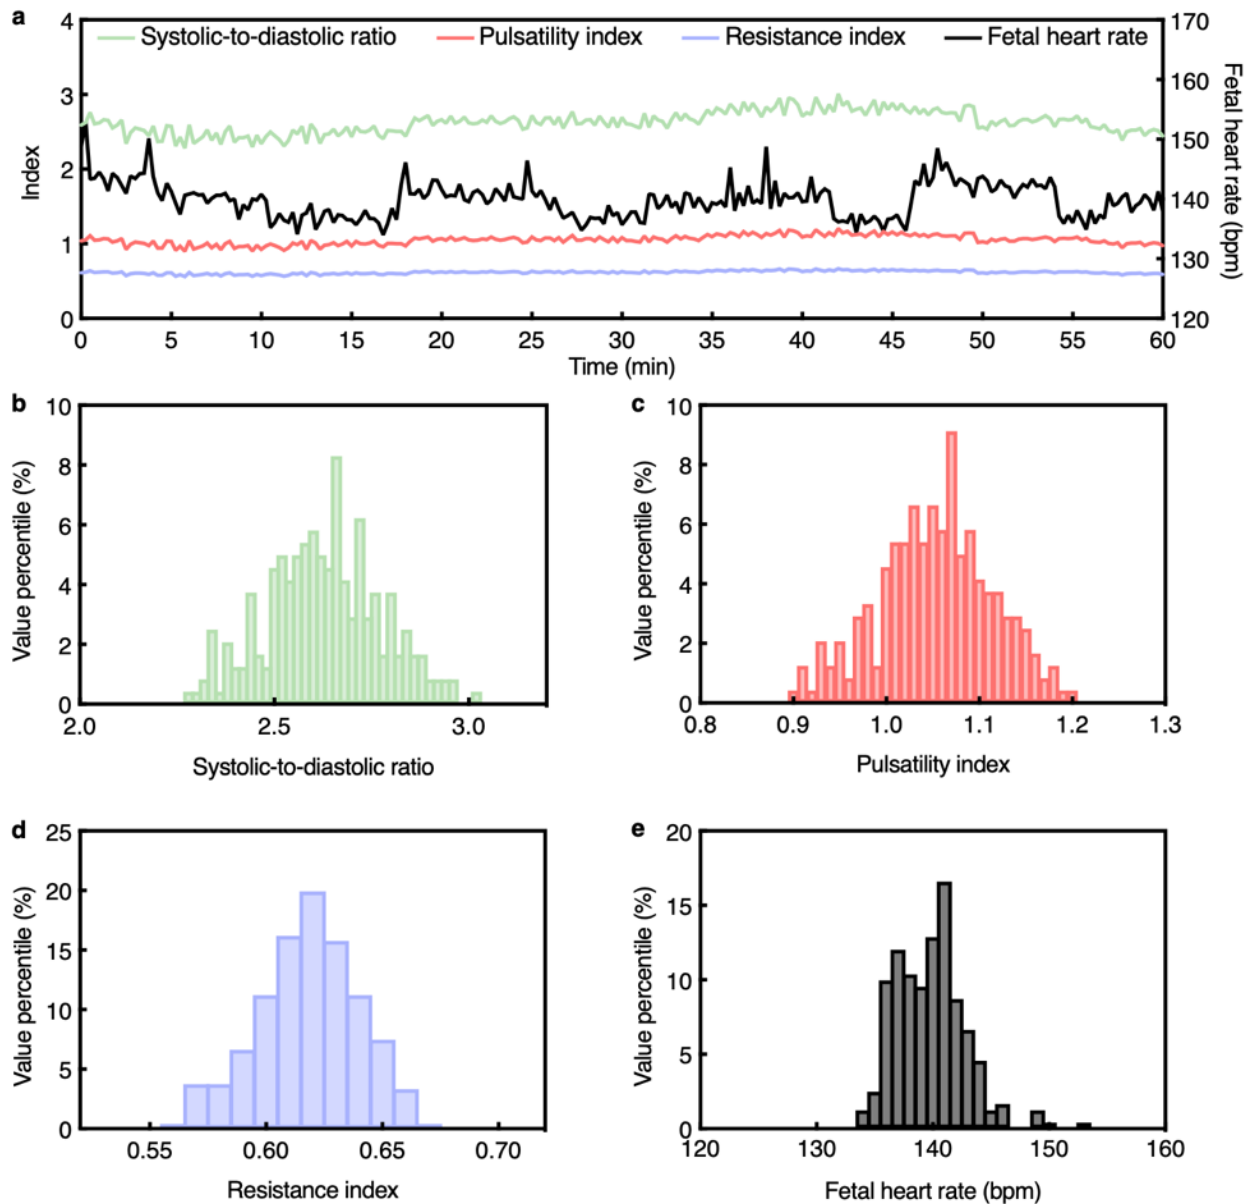 a
Systolic-to-diastolic ratio Pulsatility index Resistance index Fetal heart rate
4
3
2
1
0
Index
170
160
150
140
130
120
Fetal heart rate (bpm)
0 5 10 15 20 25 30 35 40 45 50 55 60
Time (min)
b
10
8
6
4
2
0
Value percentile (%)
2.0 2.5 3.0
Systolic-to-diastolic ratio
c
10
8
6
4
2
0
Value percentile (%)
0.8 0.9 1.0 1.1 1.2 1.3
Pulsatility index
d
25
20
15
10
5
0
Value percentile (%)
0.55 0.60 0.65 0.70
Resistance index
e
20
15
10
5
0
Value percentile (%)
120 130 140 150 160
Fetal heart rate (bpm)